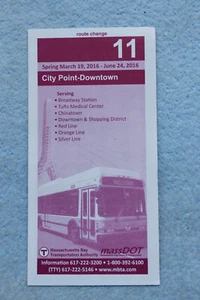 route change
11
Spring March 19, 2016 - June 24, 2016
City Point-Downtown
Serving
• Broadway Station
• Tufts Medical Center
• Chinatown
• Downtown & Shopping District
• Red Line
• Orange Line
• Silver Line
T
Massachusetts Bay
Transportation Authority
massDOT
Information 617-222-3200 • 1-800-392-6100
(TTY) 617-222-5146 • www.mbta.com